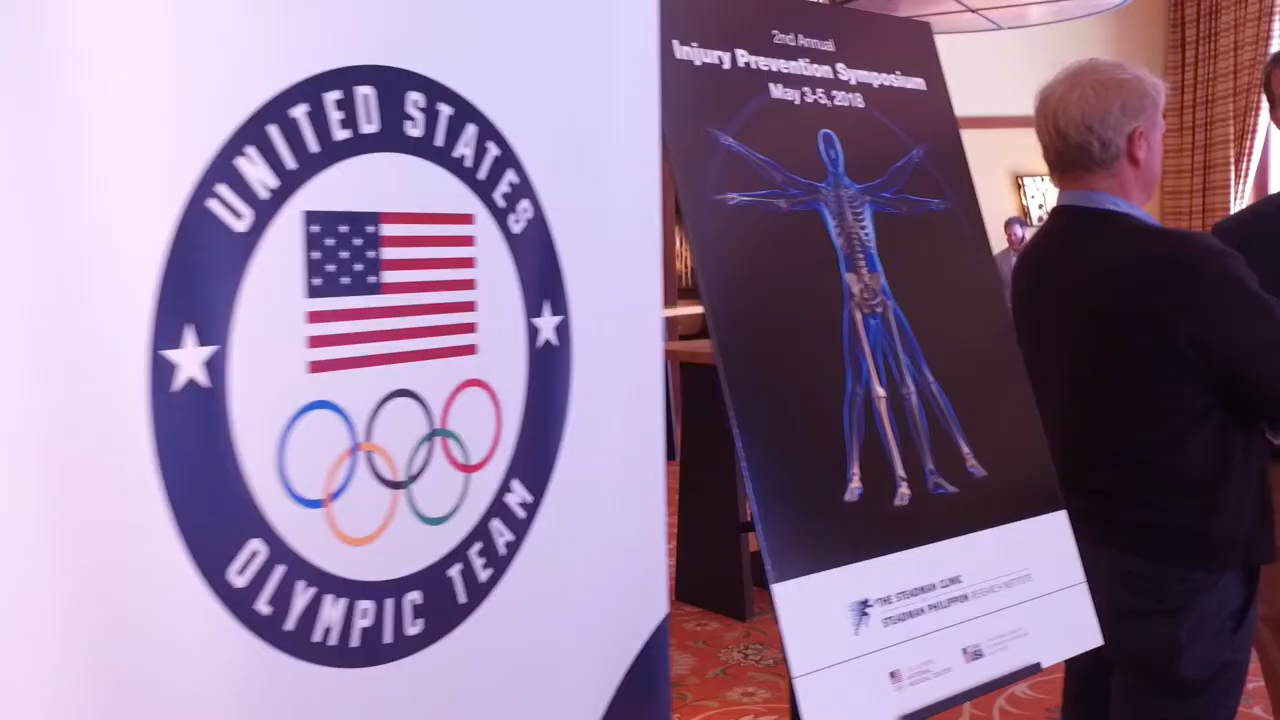 UNITED STATES
OLYMPIC TEAM
2nd Annual
Injury Prevention Symposium
May 3-5, 2018
THE STEADMAN CLINIC
STEADMAN PHILIPPON RESEARCH INSTITUTE